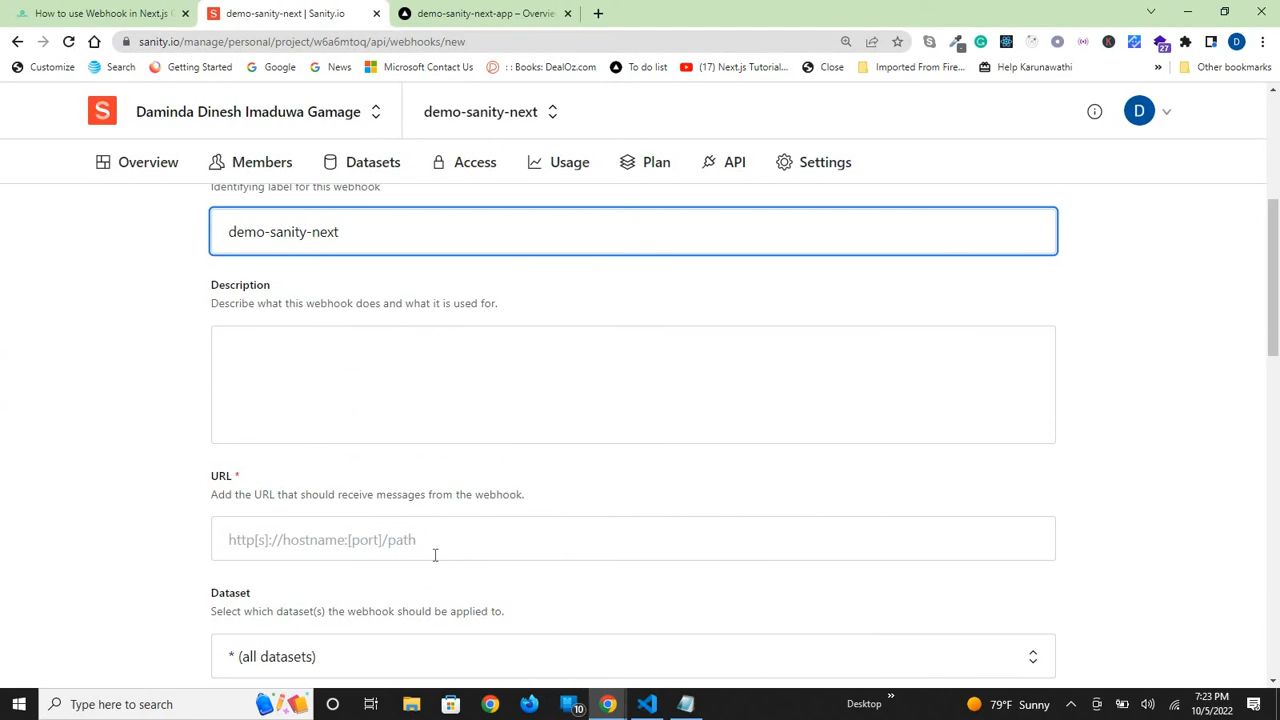 How to use Webhook in Next.js (
demo-sanity-next | Sanity.io
demo-sanity-next-app – Overvie
sanity.io/manage/personal/project/w6a6mtoq/api/webhooks/new
27
D
Customize
Search
Getting Started
Google
News
Microsoft Contact Us
: : Books: DealOz.com
To do list
(17) Next.js Tutorial...
Close
Imported From Fire...
Help Karunawathi
»
Other bookmarks
S
Daminda Dinesh Imaduwa Gamage
demo-sanity-next
D
Overview
Members
Datasets
Access
Usage
Plan
API
Settings
Identifying label for this webhook
demo-sanity-next
Description
Describe what this webhook does and what it is used for.
URL *
Add the URL that should receive messages from the webhook.
http[s]://hostname:[port]/path
Dataset
Select which dataset(s) the webhook should be applied to.
* (all datasets)
Type here to search
10
Desktop
»
79°F Sunny
7:23 PM
10/5/2022